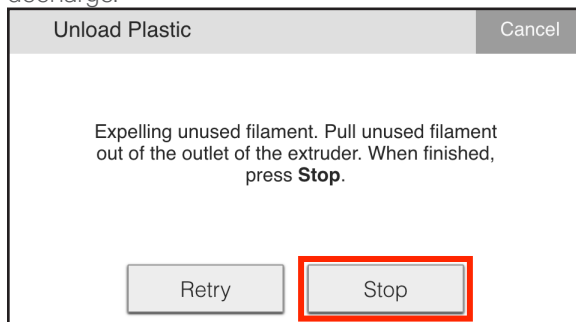 Unload Plastic
Cancel
Expelling unused filament. Pull unused filament
out of the outlet of the extruder. When finished,
press Stop.
Retry
Stop